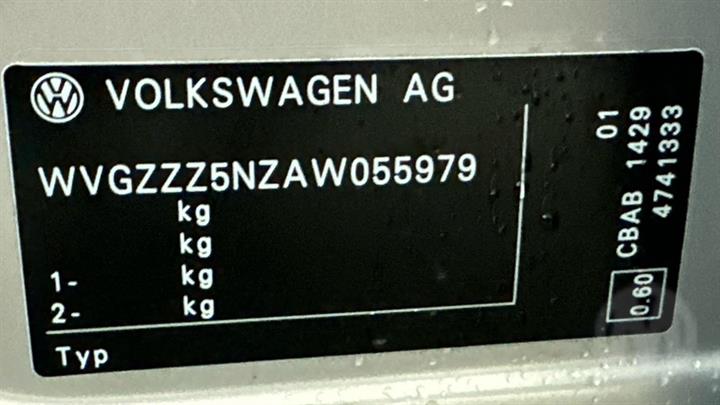 VOLKSWAGEN AG
WVGZZZ5NZAW055979
kg
kg
1- kg
2- kg
Typ
01
CBAB 1429
4741333
0.60